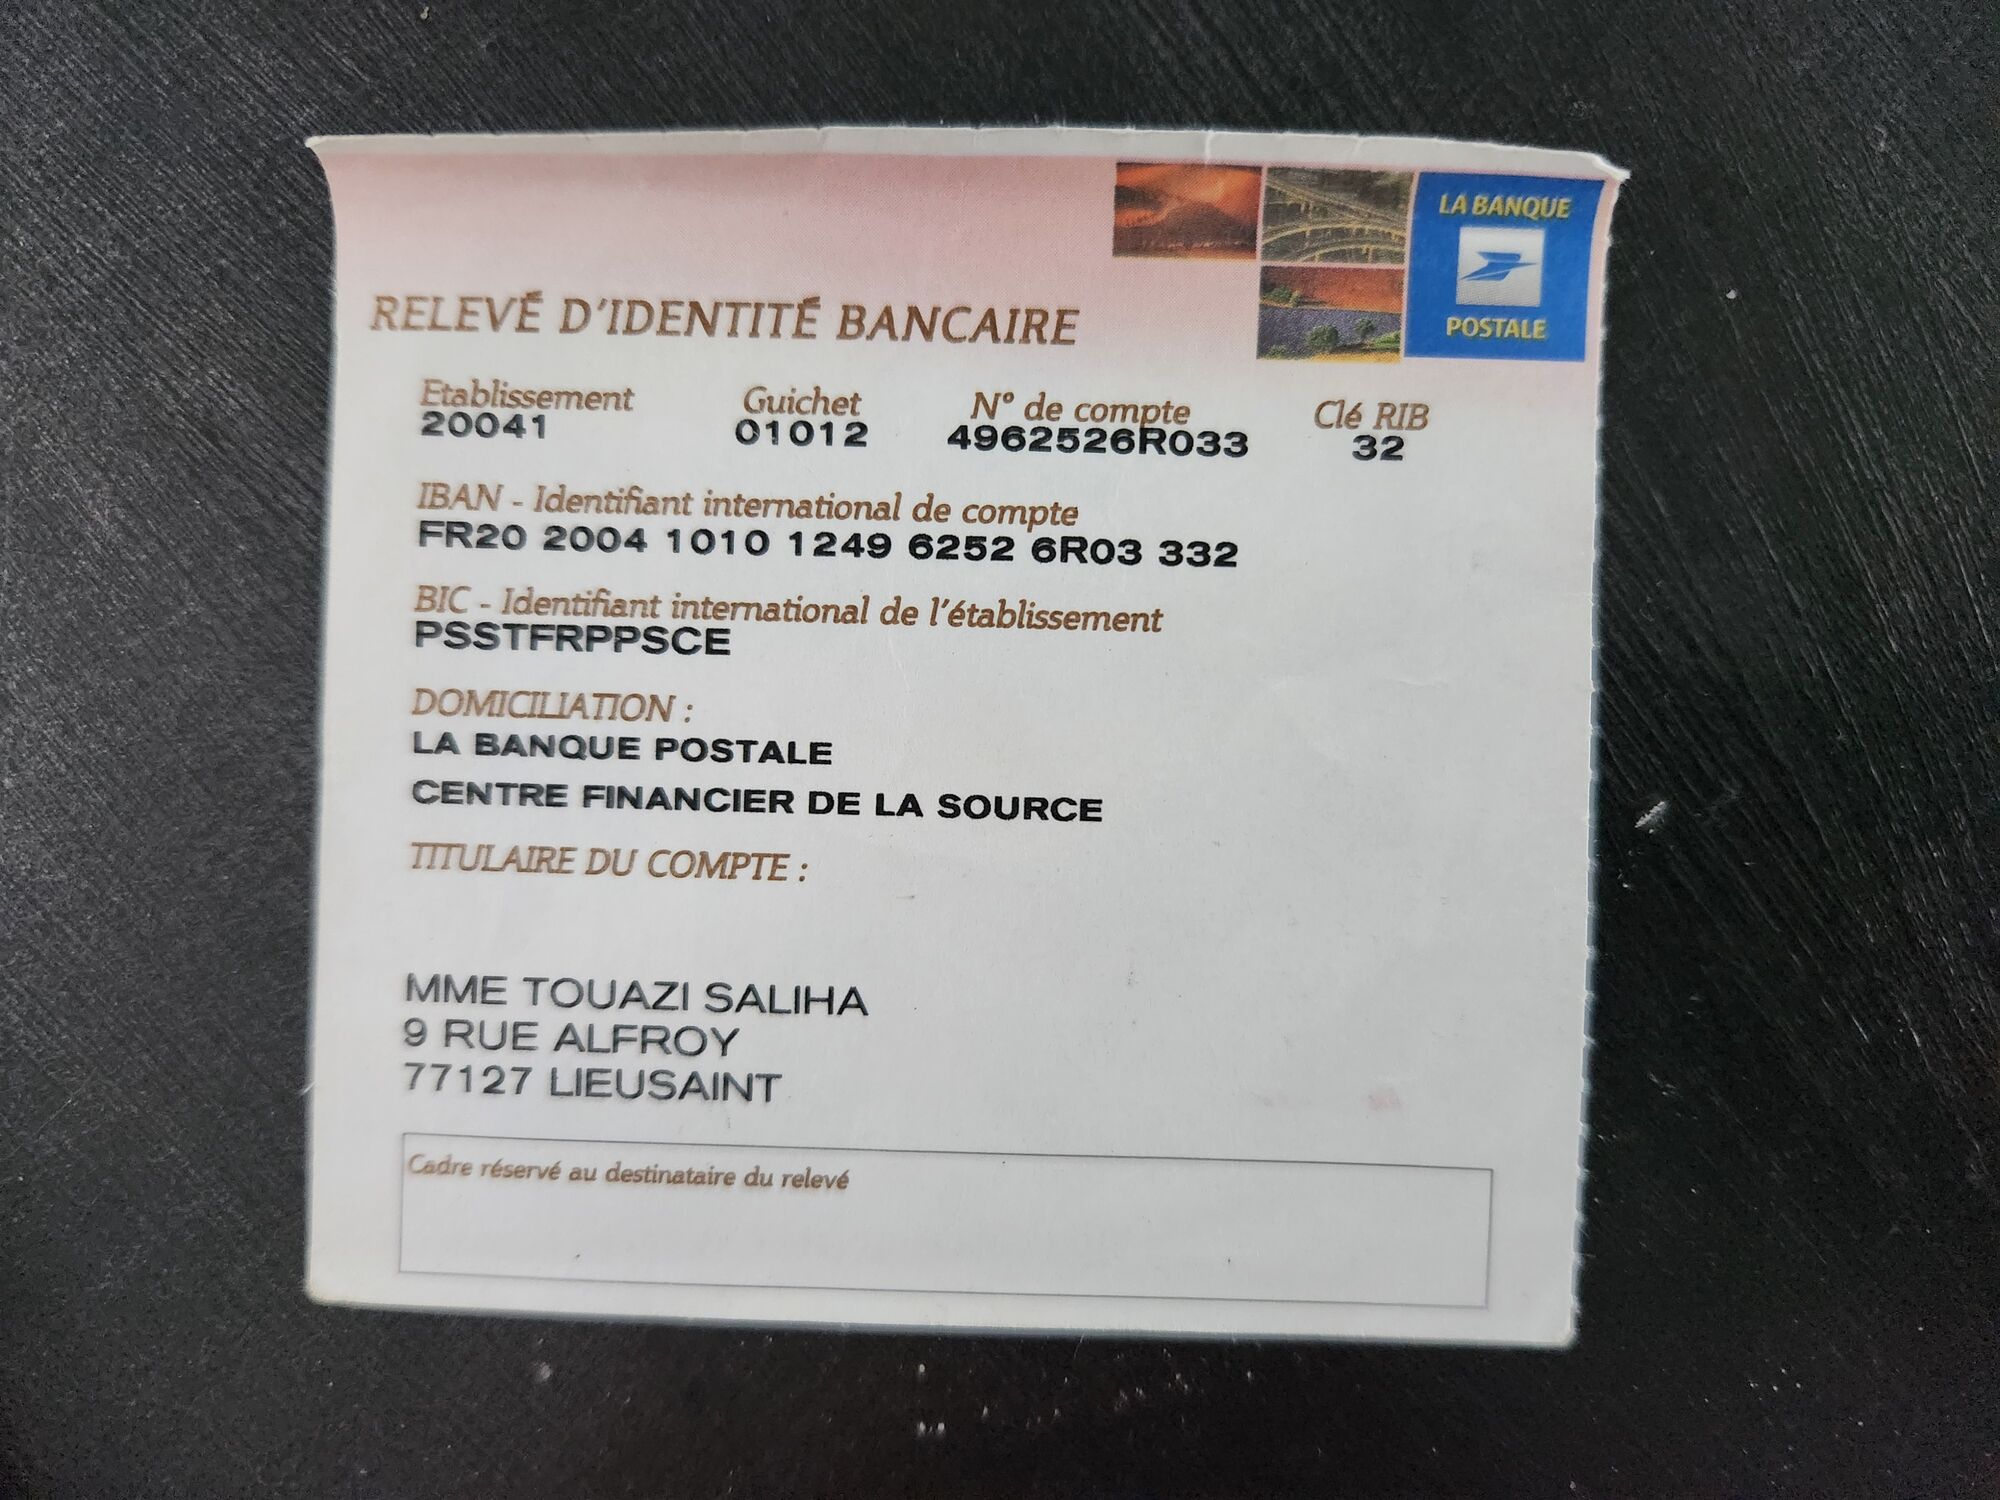 LA BANQUE
POSTALE
RELEVÉ D'IDENTITÉ BANCAIRE
Etablissement Guichet N° de compte Clé RIB
20041 01012 4962526R033 32
IBAN - Identifiant international de compte
FR20 2004 1010 1249 6252 6R03 332
BIC - Identifiant international de l'établissement
PSSTFRPPSCE
DOMICILIATION :
LA BANQUE POSTALE
CENTRE FINANCIER DE LA SOURCE
TITULAIRE DU COMPTE :
MME TOUAZI SALIHA
9 RUE ALFROY
77127 LIEUSAINT
Cadre réservé au destinataire du relevé